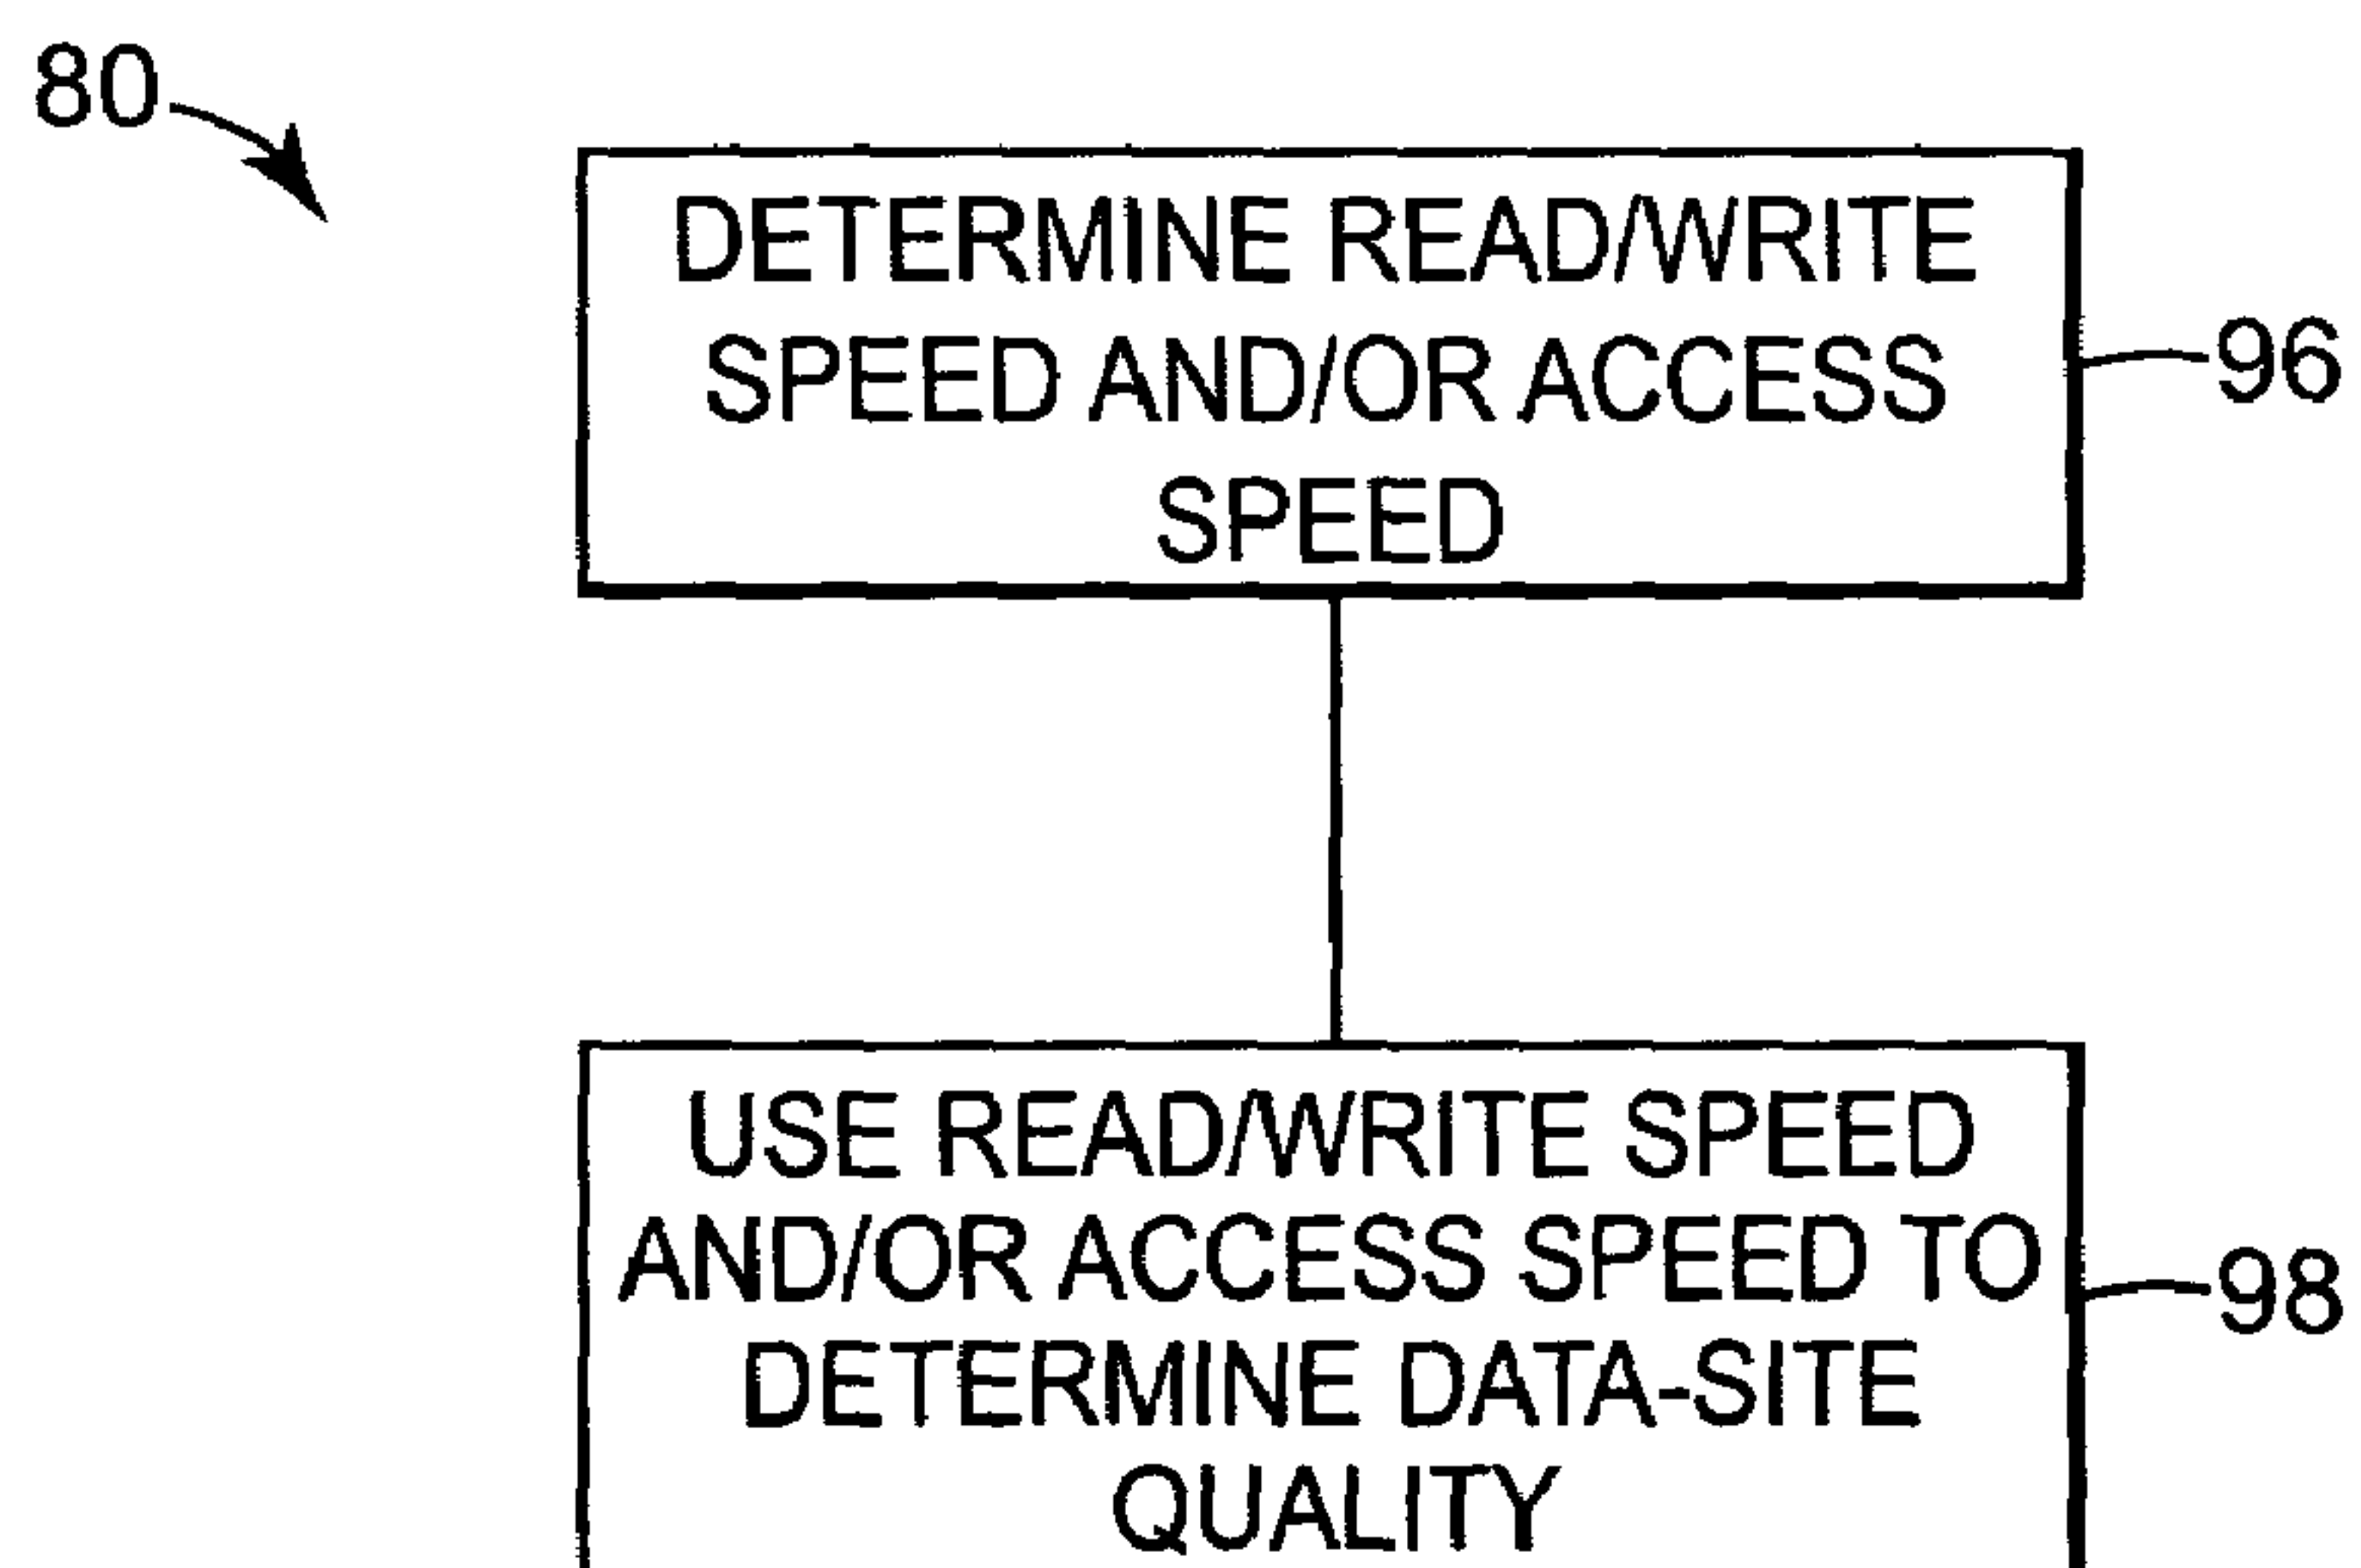 80
DETERMINE READ/WRITE
SPEED AND/OR ACCESS
SPEED
96
USE READ/WRITE SPEED
AND/OR ACCESS SPEED TO
DETERMINE DATA-SITE
QUALITY
98